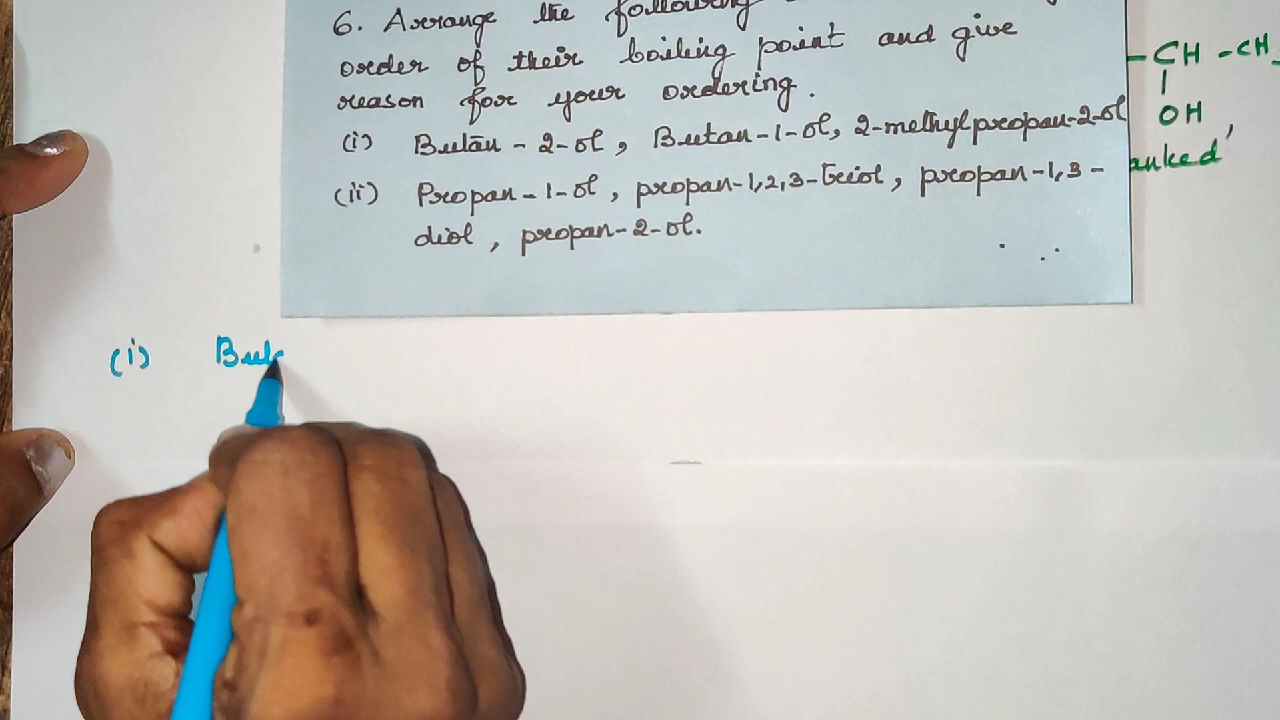 6. Arrange the following
order of their boiling point and give
reason for your ordering.
(i) Butan-2-ol, Butan-1-ol, 2-methylpropan-2-ol
(ii) Propan-1-ol, propan-1,2,3-triol, propan-1,3-
diol, propan-2-ol.
-CH-CH
OH
,
(i) But